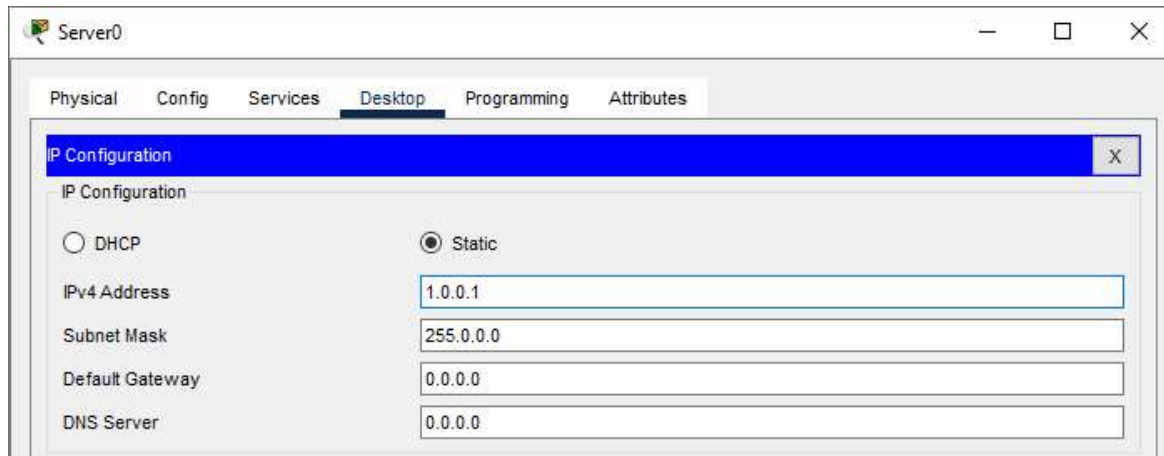 Server0
Physical Config Services Desktop Programming Attributes
IP Configuration X
IP Configuration
DHCP Static
IPv4 Address 1.0.0.1
Subnet Mask 255.0.0.0
Default Gateway 0.0.0.0
DNS Server 0.0.0.0